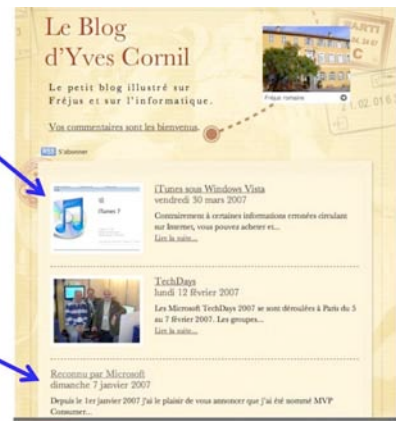 Le Blog
d'Yves Cornil
Le petit blog illustré sur
Fréjus et sur l'informatique.
Fréjus romaine
Vos commentaires sont les bienvenus.
RSS S'abonner
iTunes sous Windows Vista
vendredi 30 mars 2007
iTunes 7
Contrairement à certaines informations erronées circulant
sur Internet, vous pouvez acheter et...
Lire la suite...
TechDays
lundi 12 février 2007
Les Microsoft TechDays 2007 se sont déroulées à Paris du 5
au 7 février 2007. Les groupes...
Lire la suite...
Reconnu par Microsoft
dimanche 7 janvier 2007
Depuis le 1er janvier 2007 j'ai le plaisir de vous annoncer que j'ai été nommé MVP
Consumer...